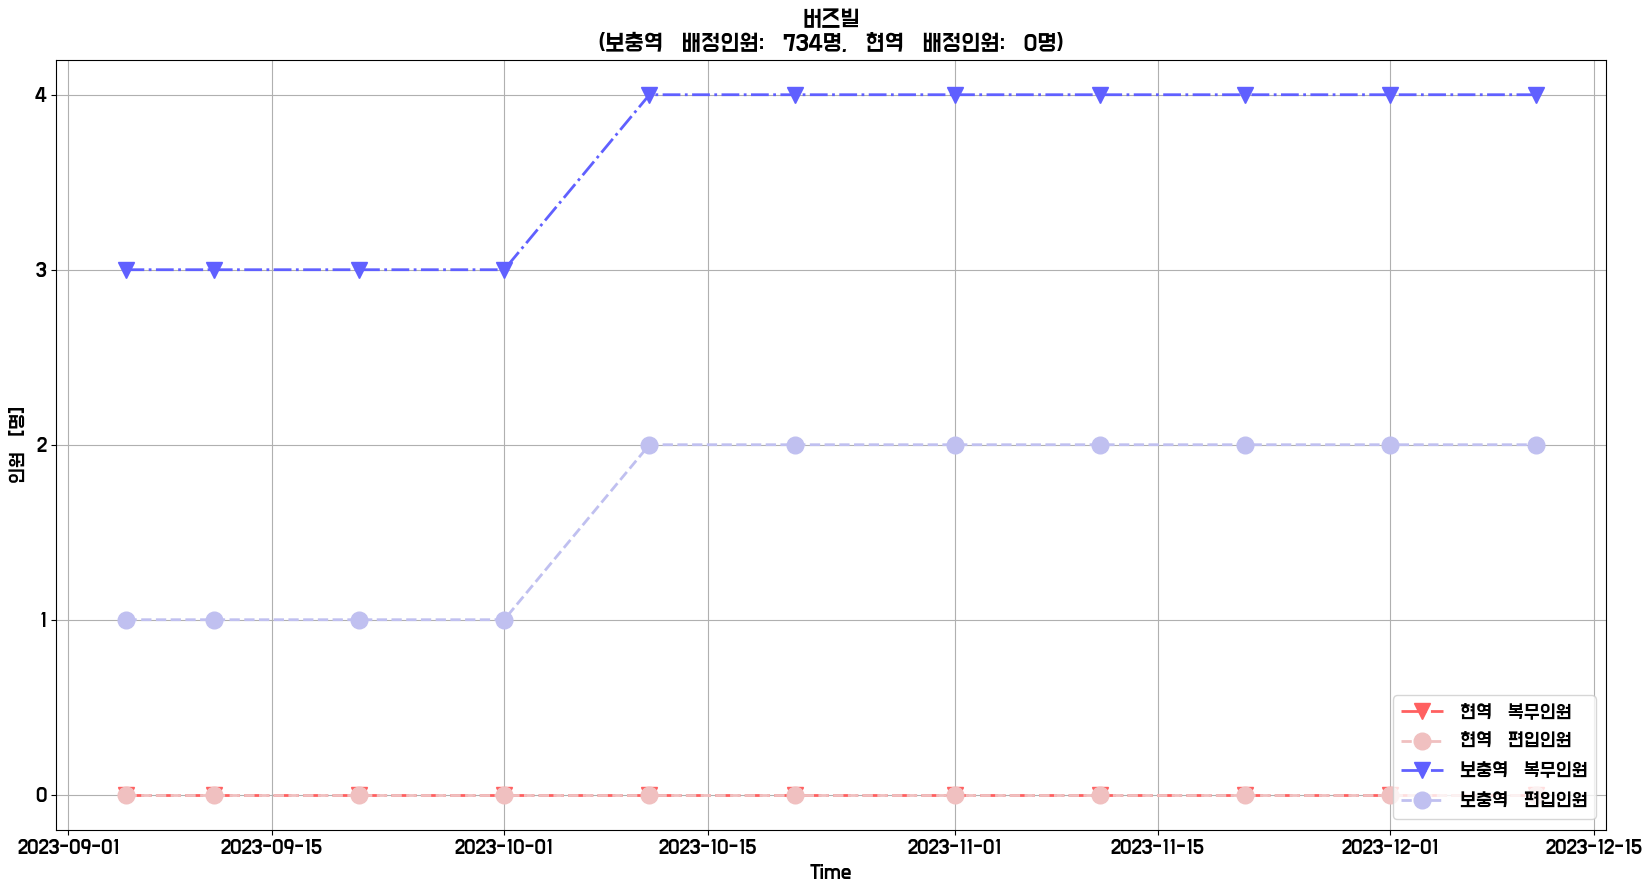 버즈빌
(보충역 배정인원: 734명, 현역 배정인원: 0명)
인원 [명]
4
3
2
1
0
2023-09-01 2023-09-15 2023-10-01 2023-10-15 2023-11-01 2023-11-15 2023-12-01 2023-12-15
Time
현역 복무인원
현역 편입인원
보충역 복무인원
보충역 편입인원